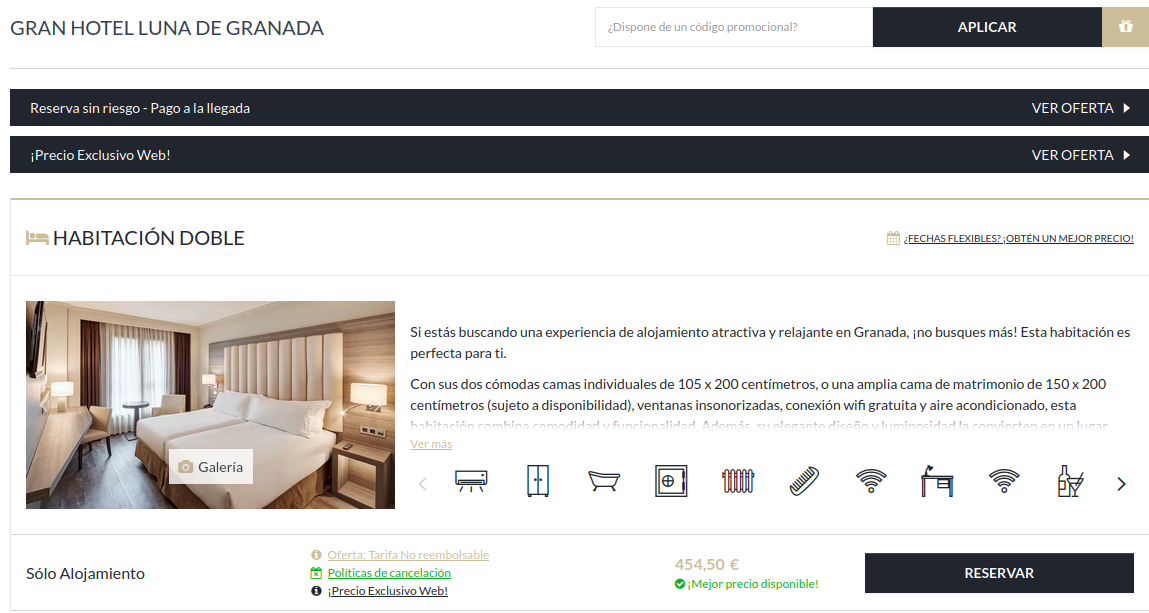 GRAN HOTEL LUNA DE GRANADA
¿Dispone de un código promocional?
APLICAR
Reserva sin riesgo - Pago a la llegada
VER OFERTA
¡Precio Exclusivo Web!
VER OFERTA
HABITACIÓN DOBLE
¿FECHAS FLEXIBLES? ¡OBTÉN UN MEJOR PRECIO!
Si estás buscando una experiencia de alojamiento atractiva y relajante en Granada, ¡no busques más! Esta habitación es
perfecta para ti.
Con sus dos cómodas camas individuales de 105 x 200 centímetros, o una amplia cama de matrimonio de 150 x 200
centímetros (sujeto a disponibilidad), ventanas insonorizadas, conexión wifi gratuita y aire acondicionado, esta
habitación combina comodidad y funcionalidad. Además, su elegante diseño y luminosidad la convierten en un lugar
Galería
Ver más
Sólo Alojamiento
Oferta: Tarifa No reembolsable
Políticas de cancelación
¡Precio Exclusivo Web!
454,50 €
¡Mejor precio disponible!
RESERVAR